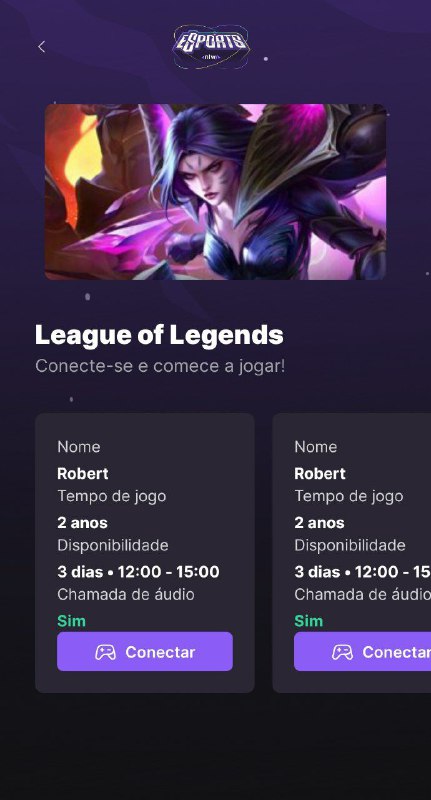 ESPORTS
League of Legends
Conecte-se e comece a jogar!
Nome
Robert
Tempo de jogo
2 anos
Disponibilidade
3 dias • 12:00 - 15:00
Chamada de áudio
Sim
Conectar
Nome
Robert
Tempo de jogo
2 anos
Disponibilidade
3 dias • 12:00 - 15
Chamada de áudio
Sim
Conectar